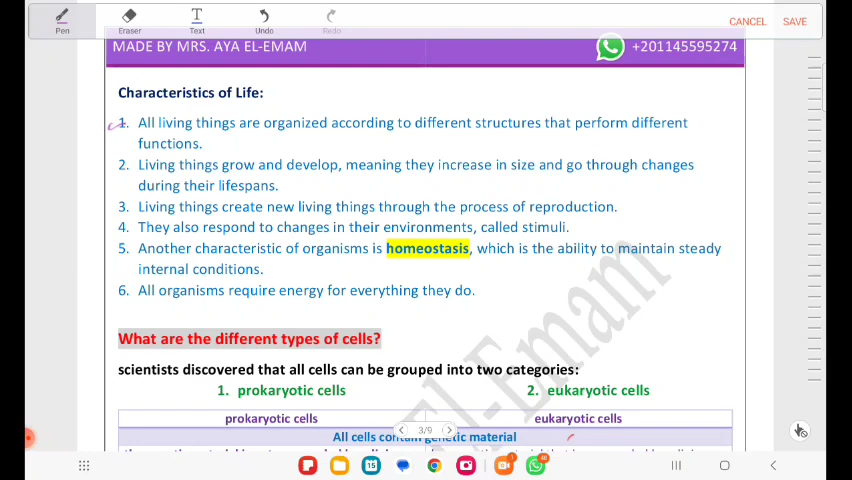 Pen
Eraser
Text
Undo
Redo
CANCEL
SAVE
MADE BY MRS. AYA EL-EMAM
+201145595274
Characteristics of Life:
1. All living things are organized according to different structures that perform different
functions.
2. Living things grow and develop, meaning they increase in size and go through changes
during their lifespans.
3. Living things create new living things through the process of reproduction.
4. They also respond to changes in their environments, called stimuli.
5. Another characteristic of organisms is homeostasis, which is the ability to maintain steady
internal conditions.
6. All organisms require energy for everything they do.
What are the different types of cells?
scientists discovered that all cells can be grouped into two categories:
1. prokaryotic cells
2. eukaryotic cells
prokaryotic cells
eukaryotic cells
3/9
All cells contain genetic material
El-Emam
15
1